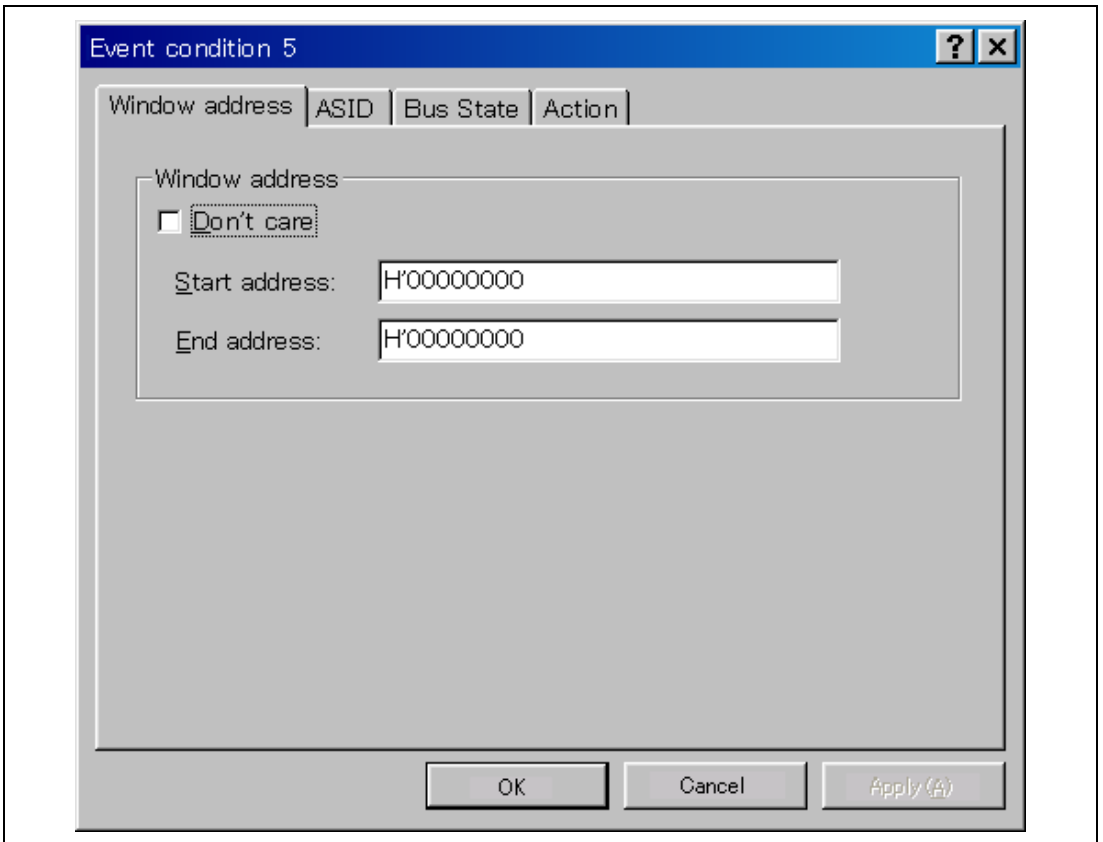 Event condition 5
Window address ASID Bus State Action
Window address
Don't care
Start address: H'00000000
End address: H'00000000
OK Cancel Apply(A)